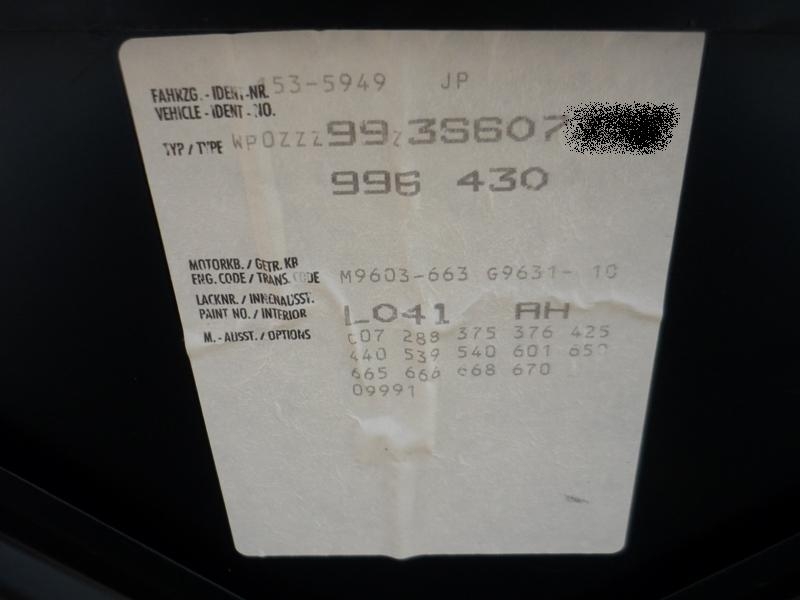 153-5949 JP
FAHRZG.-IDENT.-NR.
VEHICLE-IDENT-NO.
WP0ZZZ99Z3S607
TYP / TYPE
996 430
MOTORKB. / GETR. KB
ENG. CODE / TRANS. CODE M9603-663 G9631- 10
LACKNR. / INNENAUSST.
PAINT NO. / INTERIOR L041 AH
M.-AUSST. / OPTIONS C07 288 375 376 425
440 539 540 601 650
665 666 668 670
09991